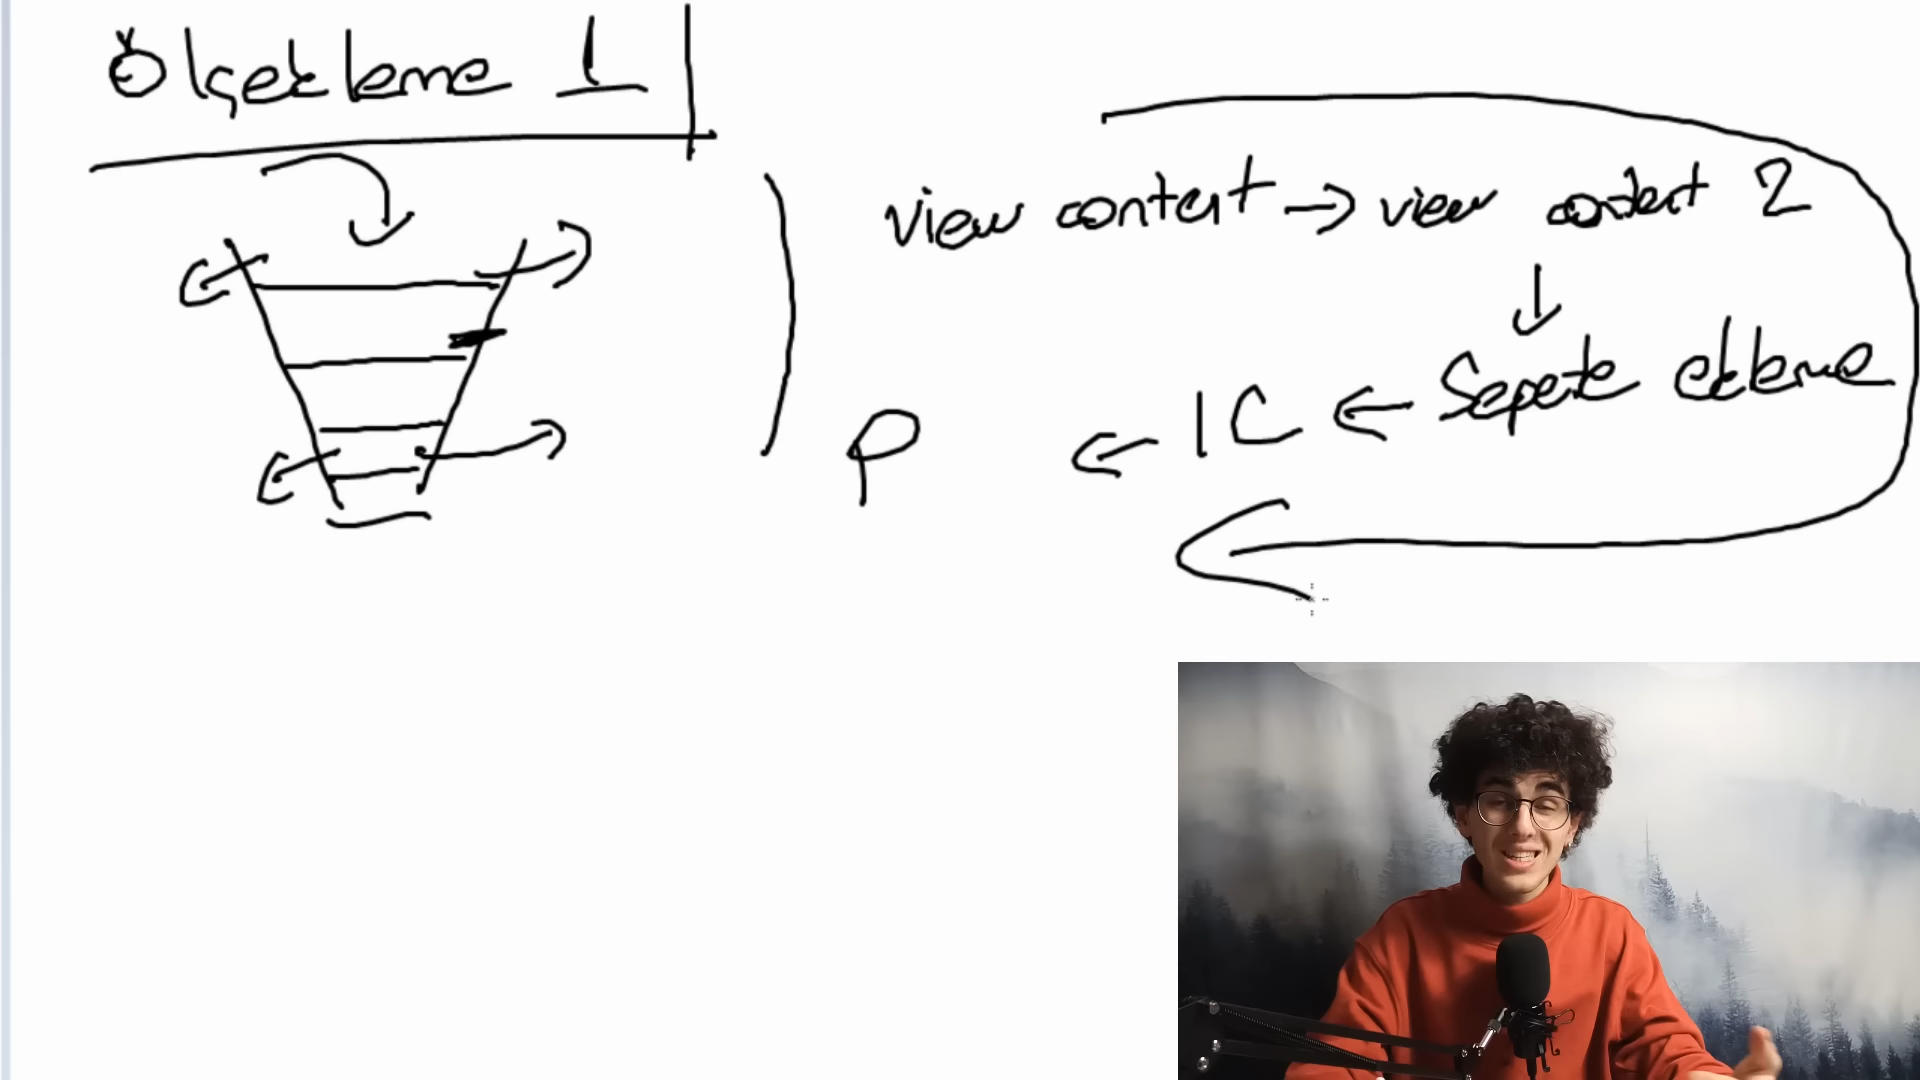 Ölçekleme 1
view content → view content 2
↓
P ← IC ← Sepete ekleme